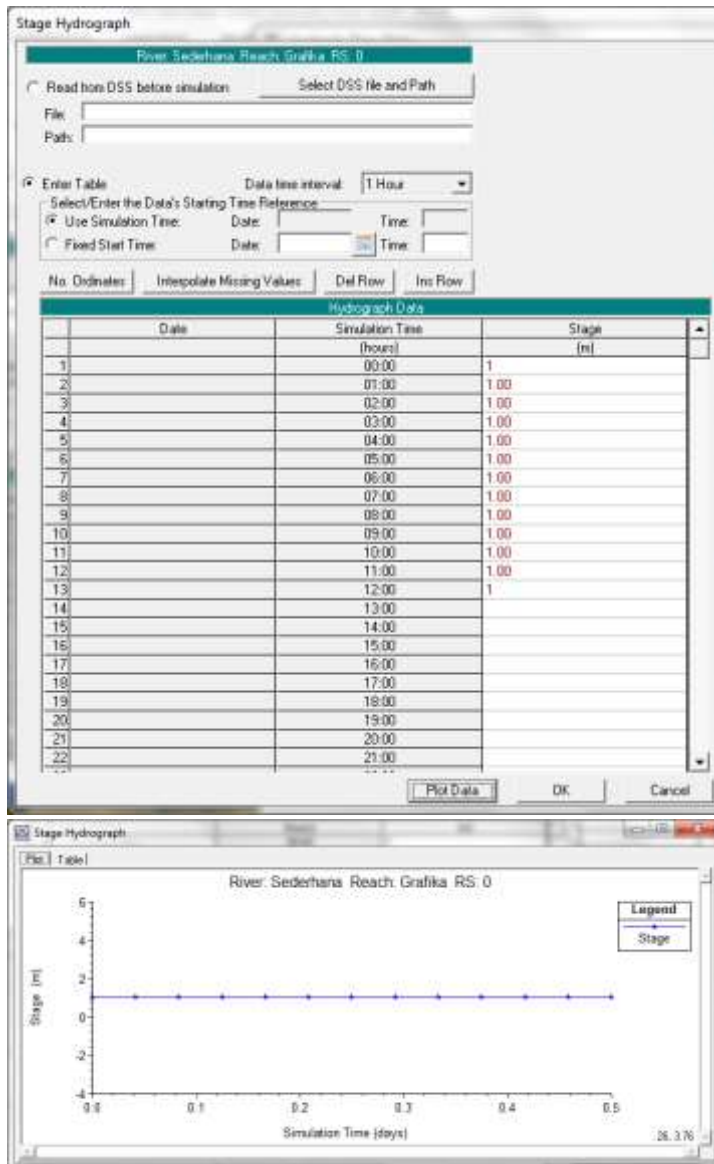 Stage Hydrograph
River: Sederhana Reach: Grafika RS: 0
Read from DSS before simulation Select DSS file and Path
File:
Path:
Enter Table Data time interval: 1 Hour
Select/Enter the Data's Starting Time Reference
Use Simulation Time: Date: Time:
Fixed Start Time: Date: Time:
No. Ordinates Interpolate Missing Values Del Row Ins Row
Hydrograph Data
Date Simulation Time Stage
(hours) (m)
1 00:00 1
2 01:00 1.00
3 02:00 1.00
4 03:00 1.00
5 04:00 1.00
6 05:00 1.00
7 06:00 1.00
8 07:00 1.00
9 08:00 1.00
10 09:00 1.00
11 10:00 1.00
12 11:00 1.00
13 12:00 1
14 13:00
15 14:00
16 15:00
17 16:00
18 17:00
19 18:00
20 19:00
21 20:00
22 21:00
Plot Data OK Cancel
Stage Hydrograph
Plot Table
River: Sederhana Reach: Grafika RS: 0
Legend
Stage
Stage (m)
6
4
2
0
-2
-4
0.0 0.1 0.2 0.3 0.4 0.5
Simulation Time (days)
26, 3.76